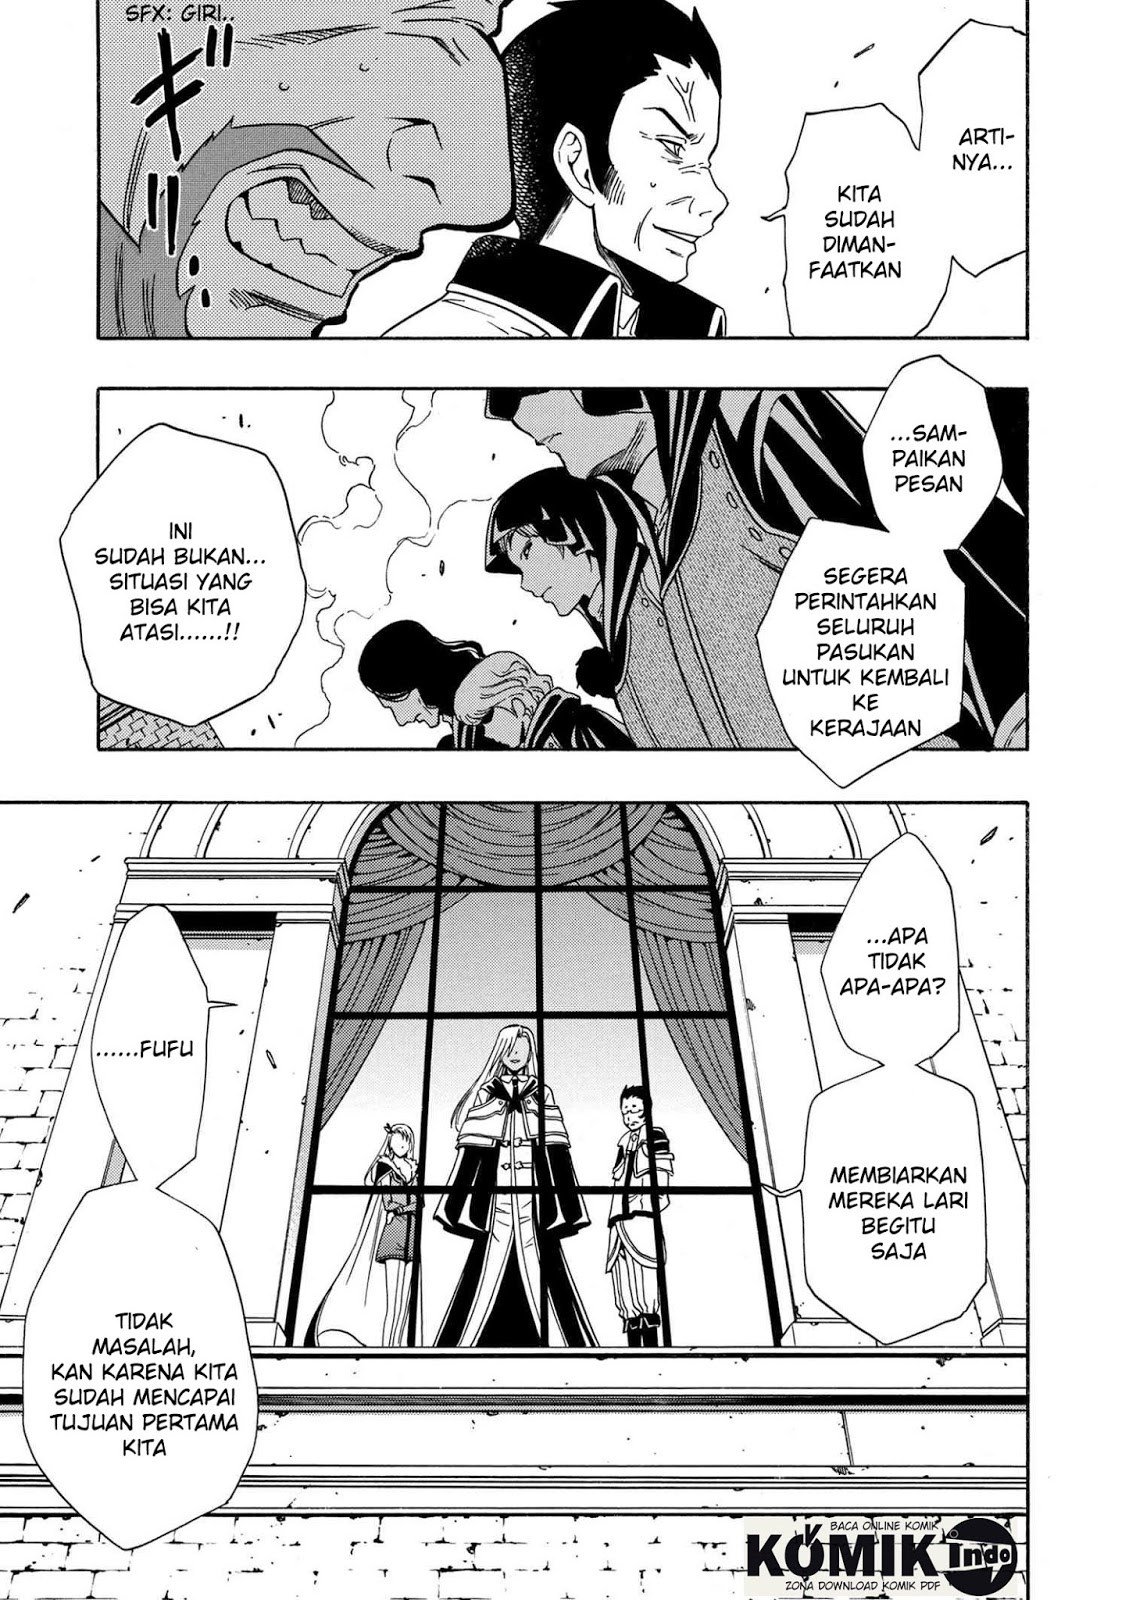 SFX: GIRI..
ギ
ARTI-
NYA...
KITA
SUDAH
DIMAN-
FAATKAN
...SAM-
PAIKAN
PESAN
SEGERA
PERINTAHKAN
SELURUH
PASUKAN
UNTUK KEMBALI
KE
KERAJAAN
INI
SUDAH BUKAN...
SITUASI YANG
BISA KITA
ATASI......!!
...APA
TIDAK
APA-APA?
MEMBIARKAN
MEREKA LARI
BEGITU
SAJA
......FUFU
TIDAK
MASALAH,
KAN KARENA KITA
SUDAH MENCAPAI
TUJUAN PERTAMA
KITA
BACA ONLINE KOMIK
KOMIK indo
ZONA DOWNLOAD KOMIK PDF